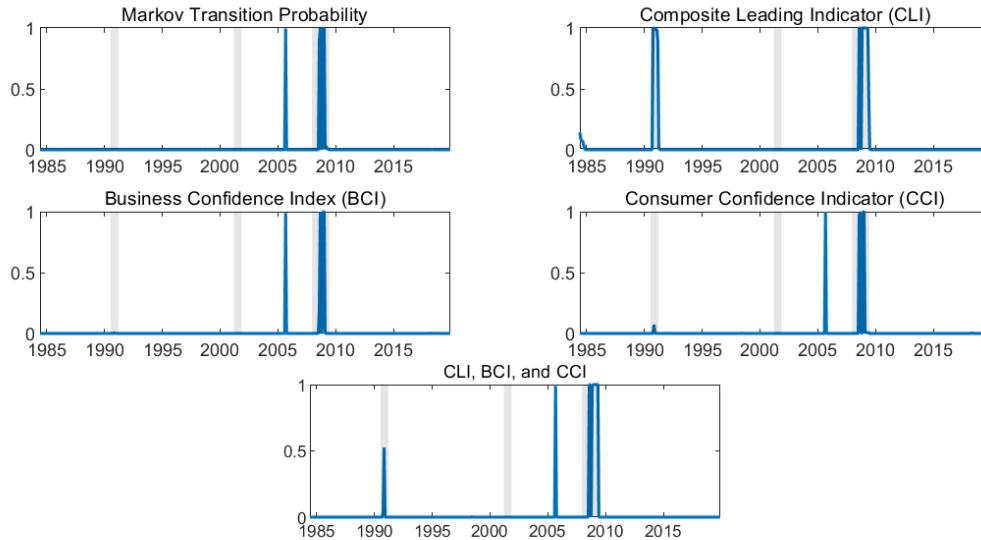 Markov Transition Probability
1
0.5
0
1985 1990 1995 2000 2005 2010 2015
Composite Leading Indicator (CLI)
1
0.5
0
1985 1990 1995 2000 2005 2010 2015
Business Confidence Index (BCI)
1
0.5
0
1985 1990 1995 2000 2005 2010 2015
Consumer Confidence Indicator (CCI)
1
0.5
0
1985 1990 1995 2000 2005 2010 2015
CLI, BCI, and CCI
1
0.5
0
1985 1990 1995 2000 2005 2010 2015